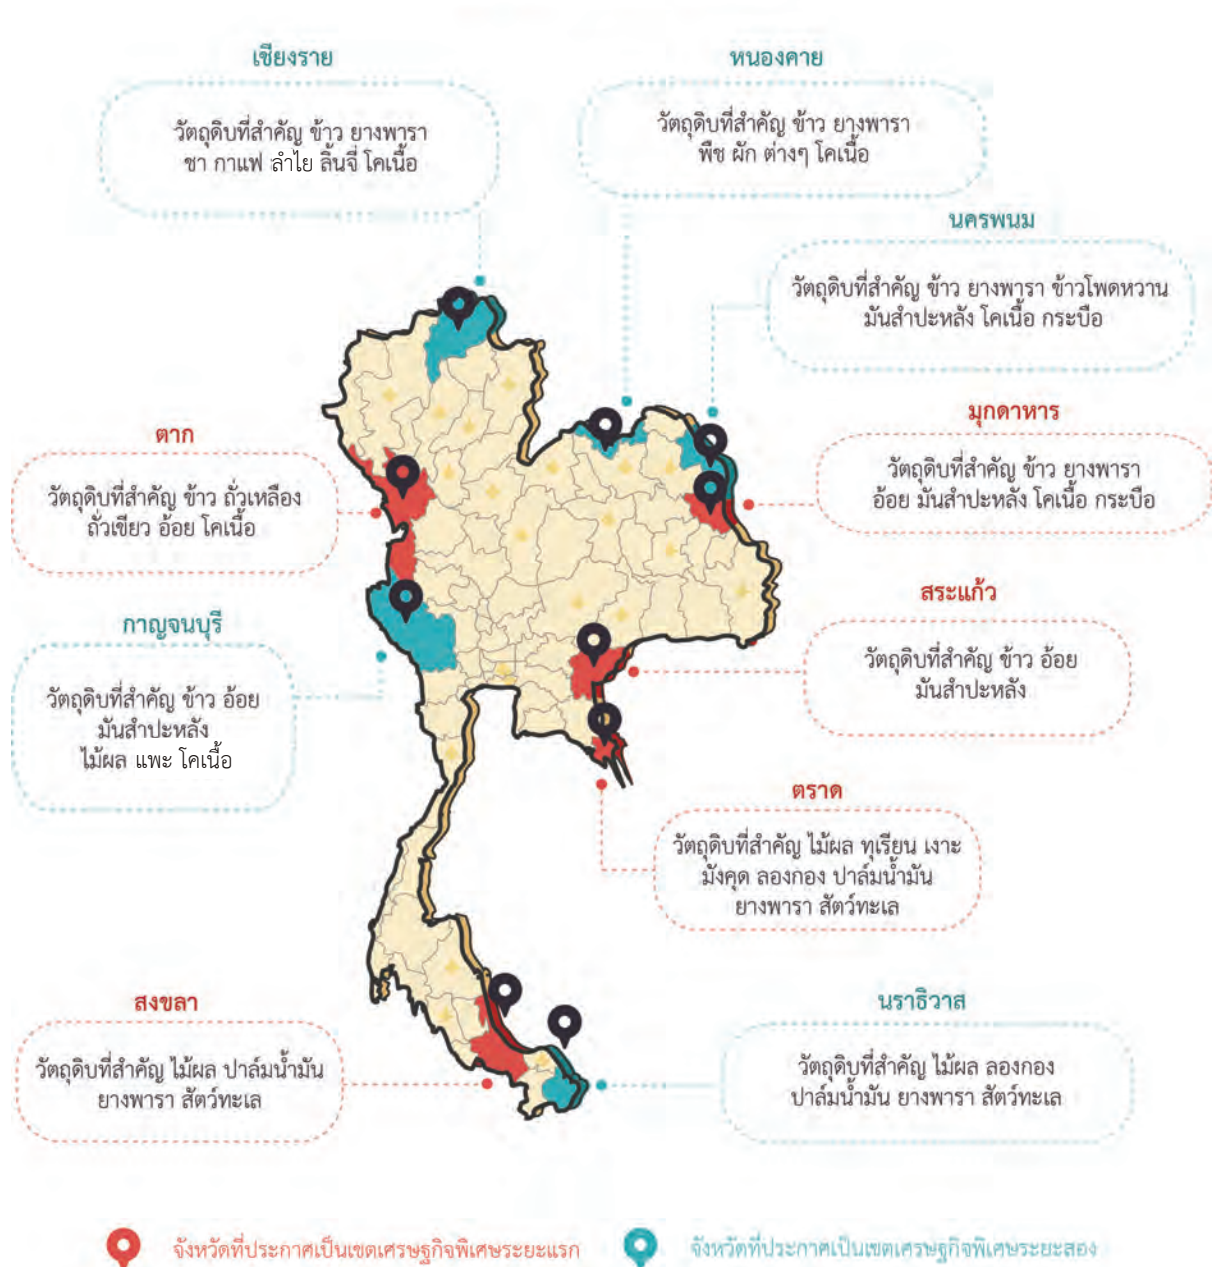 เชียงราย
วัตถุดิบที่สำคัญ ข้าว ยางพารา
ชา กาแฟ ลำไย ลิ้นจี่ โคเนื้อ
หนองคาย
วัตถุดิบที่สำคัญ ข้าว ยางพารา
พืช ผัก ต่างๆ โคเนื้อ
นครพนม
วัตถุดิบที่สำคัญ ข้าว ยางพารา ข้าวโพดหวาน
มันสำปะหลัง โคเนื้อ กระบือ
ตาก
วัตถุดิบที่สำคัญ ข้าว ถั่วเหลือง
ถั่วเขียว อ้อย โคเนื้อ
มุกดาหาร
วัตถุดิบที่สำคัญ ข้าว ยางพารา
อ้อย มันสำปะหลัง โคเนื้อ กระบือ
กาญจนบุรี
วัตถุดิบที่สำคัญ ข้าว อ้อย
มันสำปะหลัง
ไม้ผล แพะ โคเนื้อ
สระแก้ว
วัตถุดิบที่สำคัญ ข้าว อ้อย
มันสำปะหลัง
ตราด
วัตถุดิบที่สำคัญ ไม้ผล ทุเรียน เงาะ
มังคุด ลองกอง ปาล์มน้ำมัน
ยางพารา สัตว์ทะเล
สงขลา
วัตถุดิบที่สำคัญ ไม้ผล ปาล์มน้ำมัน
ยางพารา สัตว์ทะเล
นราธิวาส
วัตถุดิบที่สำคัญ ไม้ผล ลองกอง
ปาล์มน้ำมัน ยางพารา สัตว์ทะเล
จังหวัดที่ประกาศเป็นเขตเศรษฐกิจพิเศษระยะแรก
จังหวัดที่ประกาศเป็นเขตเศรษฐกิจพิเศษระยะสอง